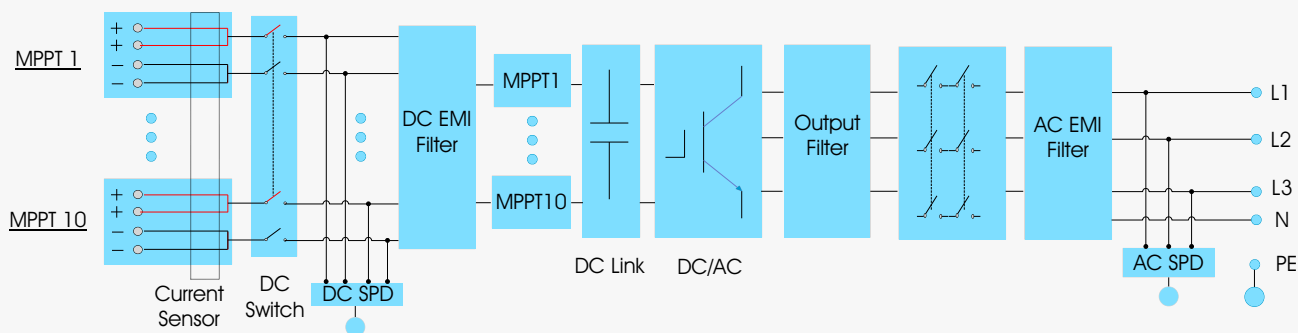 MPPT 1
+
+
−
−
MPPT 10
+
+
−
−
Current
Sensor
DC
Switch
DC SPD
DC EMI
Filter
MPPT1
MPPT10
DC Link
DC/AC
Output
Filter
AC EMI
Filter
AC SPD
L1
L2
L3
N
PE